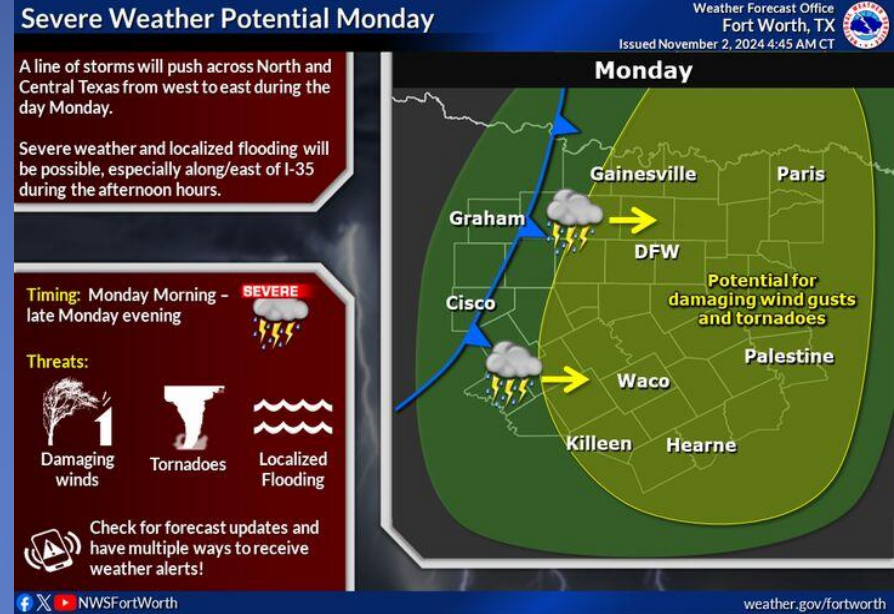 Severe Weather Potential Monday
Weather Forecast Office
Fort Worth, TX
Issued November 2, 2024 4:45 AM CT
A line of storms will push across North and
Central Texas from west to east during the
day Monday.
Severe weather and localized flooding will
be possible, especially along/east of I-35
during the afternoon hours.
Timing: Monday Morning –
late Monday evening
SEVERE
Threats:
Damaging
winds
Tornadoes
Localized
Flooding
Check for forecast updates and
have multiple ways to receive
weather alerts!
Monday
Gainesville
Paris
Graham
DFW
Cisco
Potential for
damaging wind gusts
and tornadoes
Palestine
Waco
Killeen
Hearne
NWSFortWorth
weather.gov/fortworth